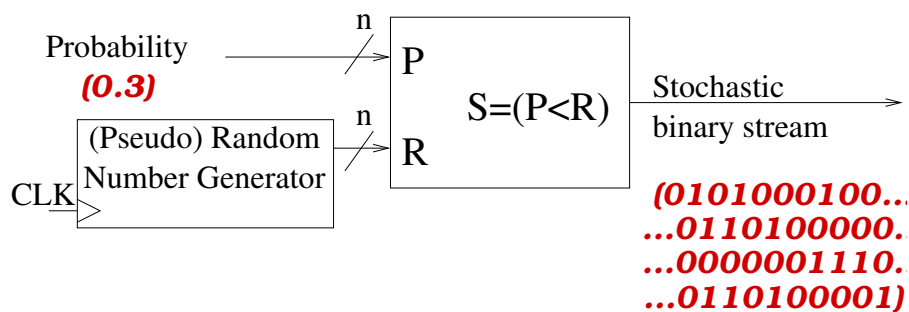 n
Probability
(0.3)
P
S=(P<R)
Stochastic
binary stream
n
(Pseudo) Random
Number Generator
R
CLK
(0101000100...
...0110100000..
...0000001110..
...0110100001)